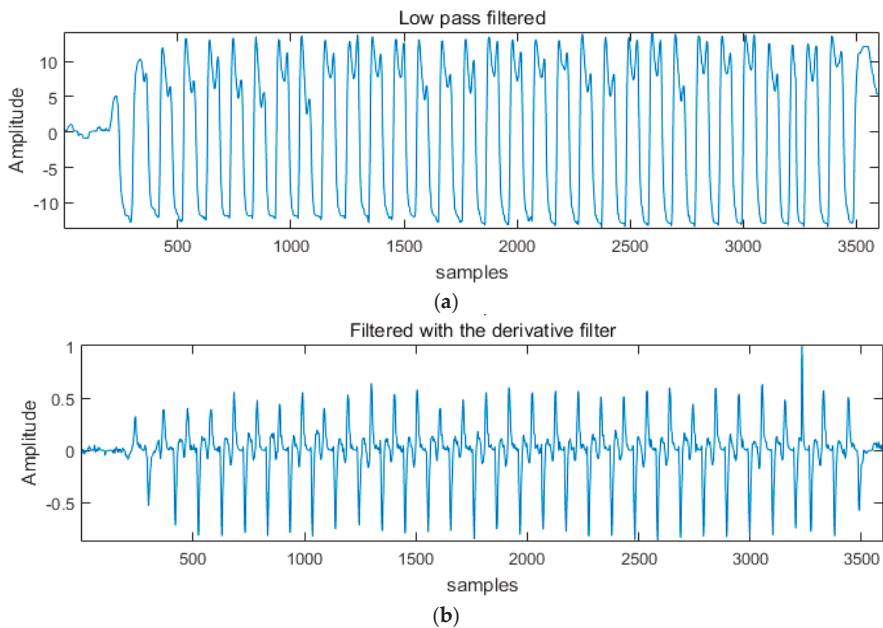 Low pass filtered
10
5
0
-5
-10
Amplitude
500 1000 1500 2000 2500 3000 3500
samples
(a)
Filtered with the derivative filter
1
0.5
0
-0.5
Amplitude
500 1000 1500 2000 2500 3000 3500
samples
(b)